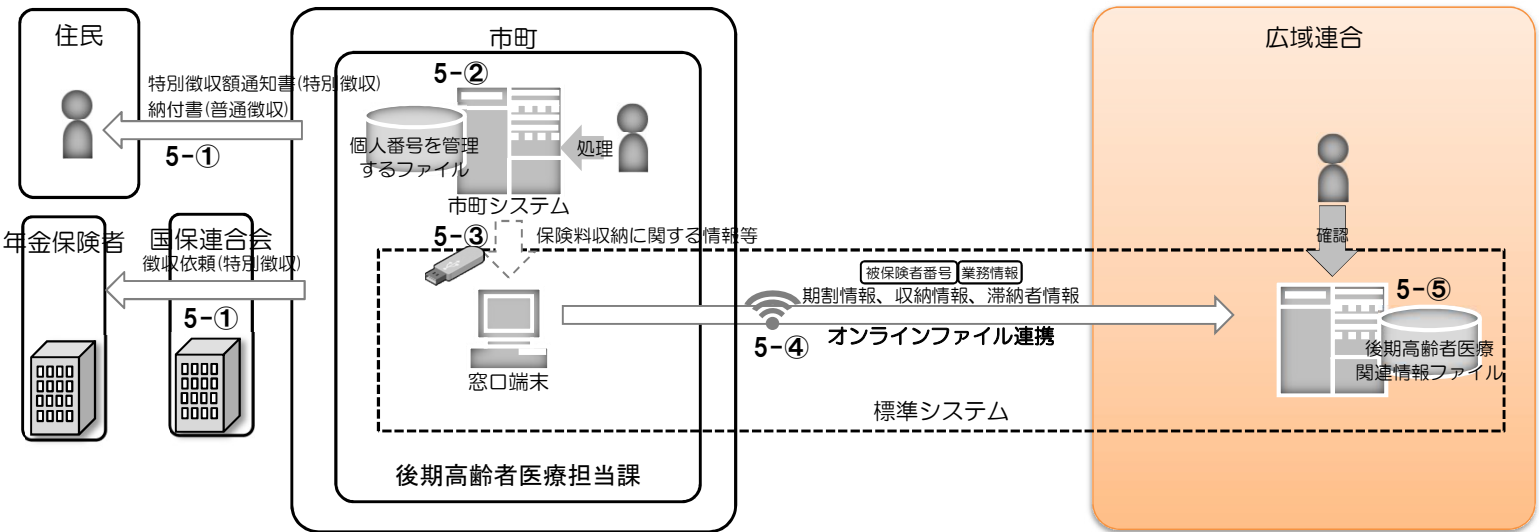 住民
特別徴収額通知書(特別徴収)
納付書(普通徴収)
5-①
年金保険者
国保連合会
徴収依頼(特別徴収)
5-①
市町
5-②
個人番号を管理
するファイル
処理
市町システム
5-③
保険料収納に関する情報等
窓口端末
後期高齢者医療担当課
被保険者番号
業務情報
期割情報、収納情報、滞納者情報
5-④
オンラインファイル連携
標準システム
広域連合
確認
5-⑤
後期高齢者医療
関連情報ファイル